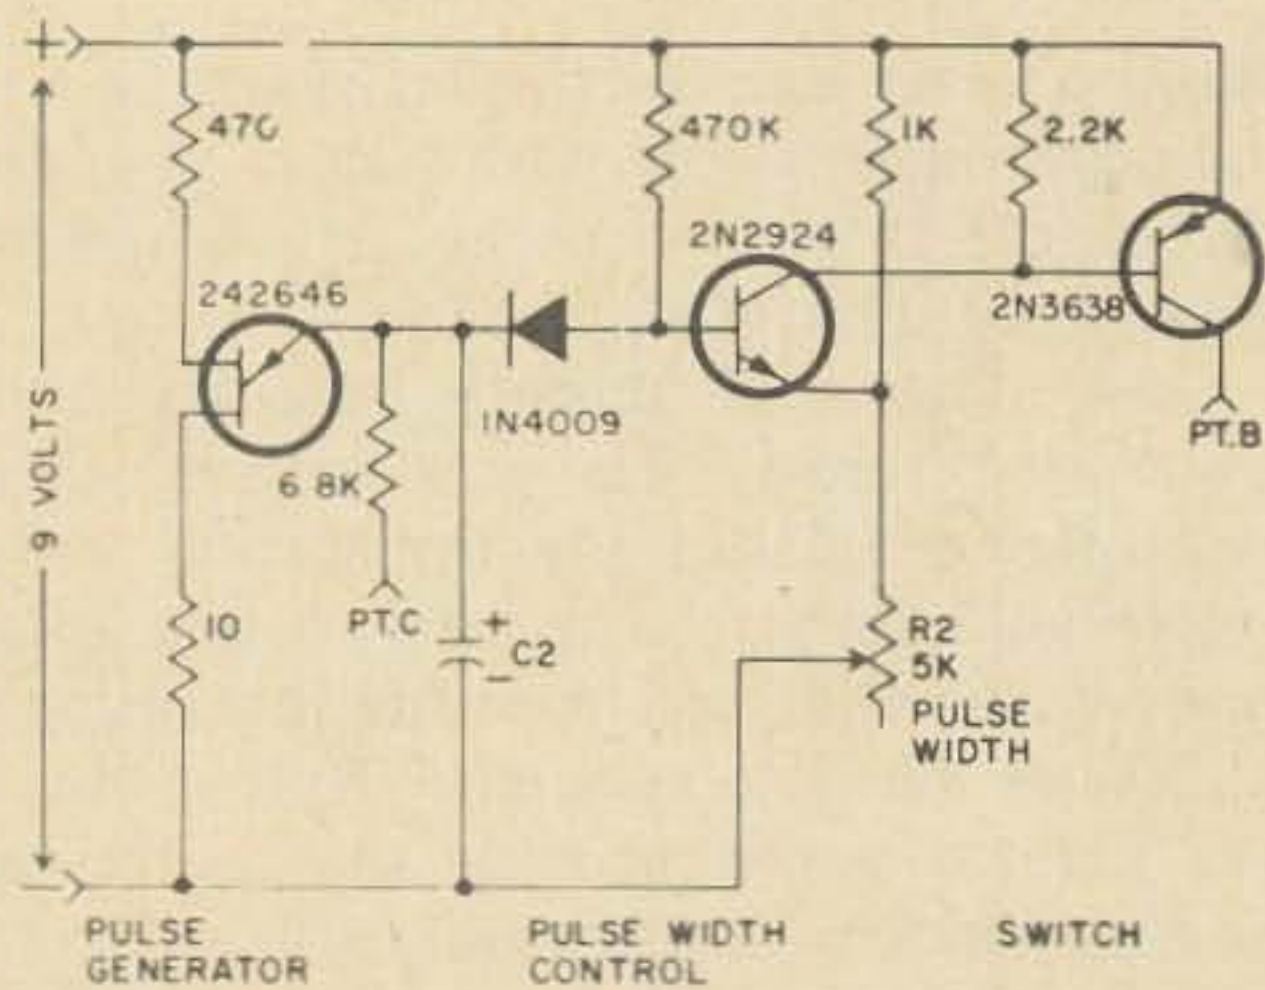 +
470
470K
1K
2.2K
2N2924
242646
2N3638
1N4009
PT.B
9 VOLTS
6 8K
PT.C
10
+
C2
−
R2
5K
PULSE
WIDTH
−
PULSE
GENERATOR
PULSE WIDTH
CONTROL
SWITCH